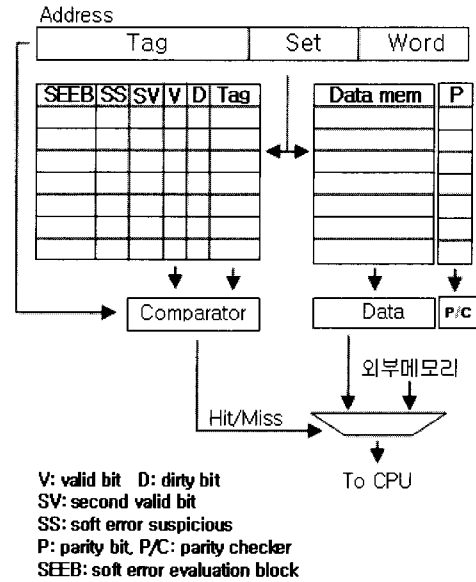 Address
Tag Set Word
SEEB SS SV V D Tag Data mem P
Comparator Data P/C
외부메모리
Hit/Miss
To CPU
V: valid bit D: dirty bit
SV: second valid bit
SS: soft error suspicious
P: parity bit, P/C: parity checker
SEEB: soft error evaluation block